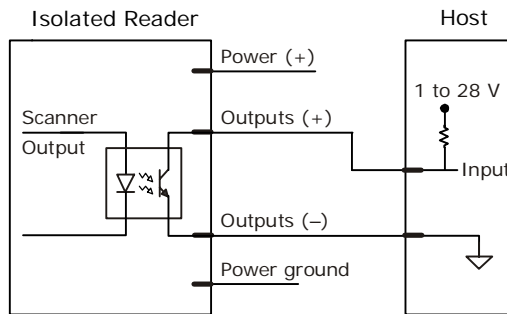 Isolated Reader
Host
Power (+)
1 to 28 V
Scanner
Output
Outputs (+)
Input
Outputs (–)
Power ground